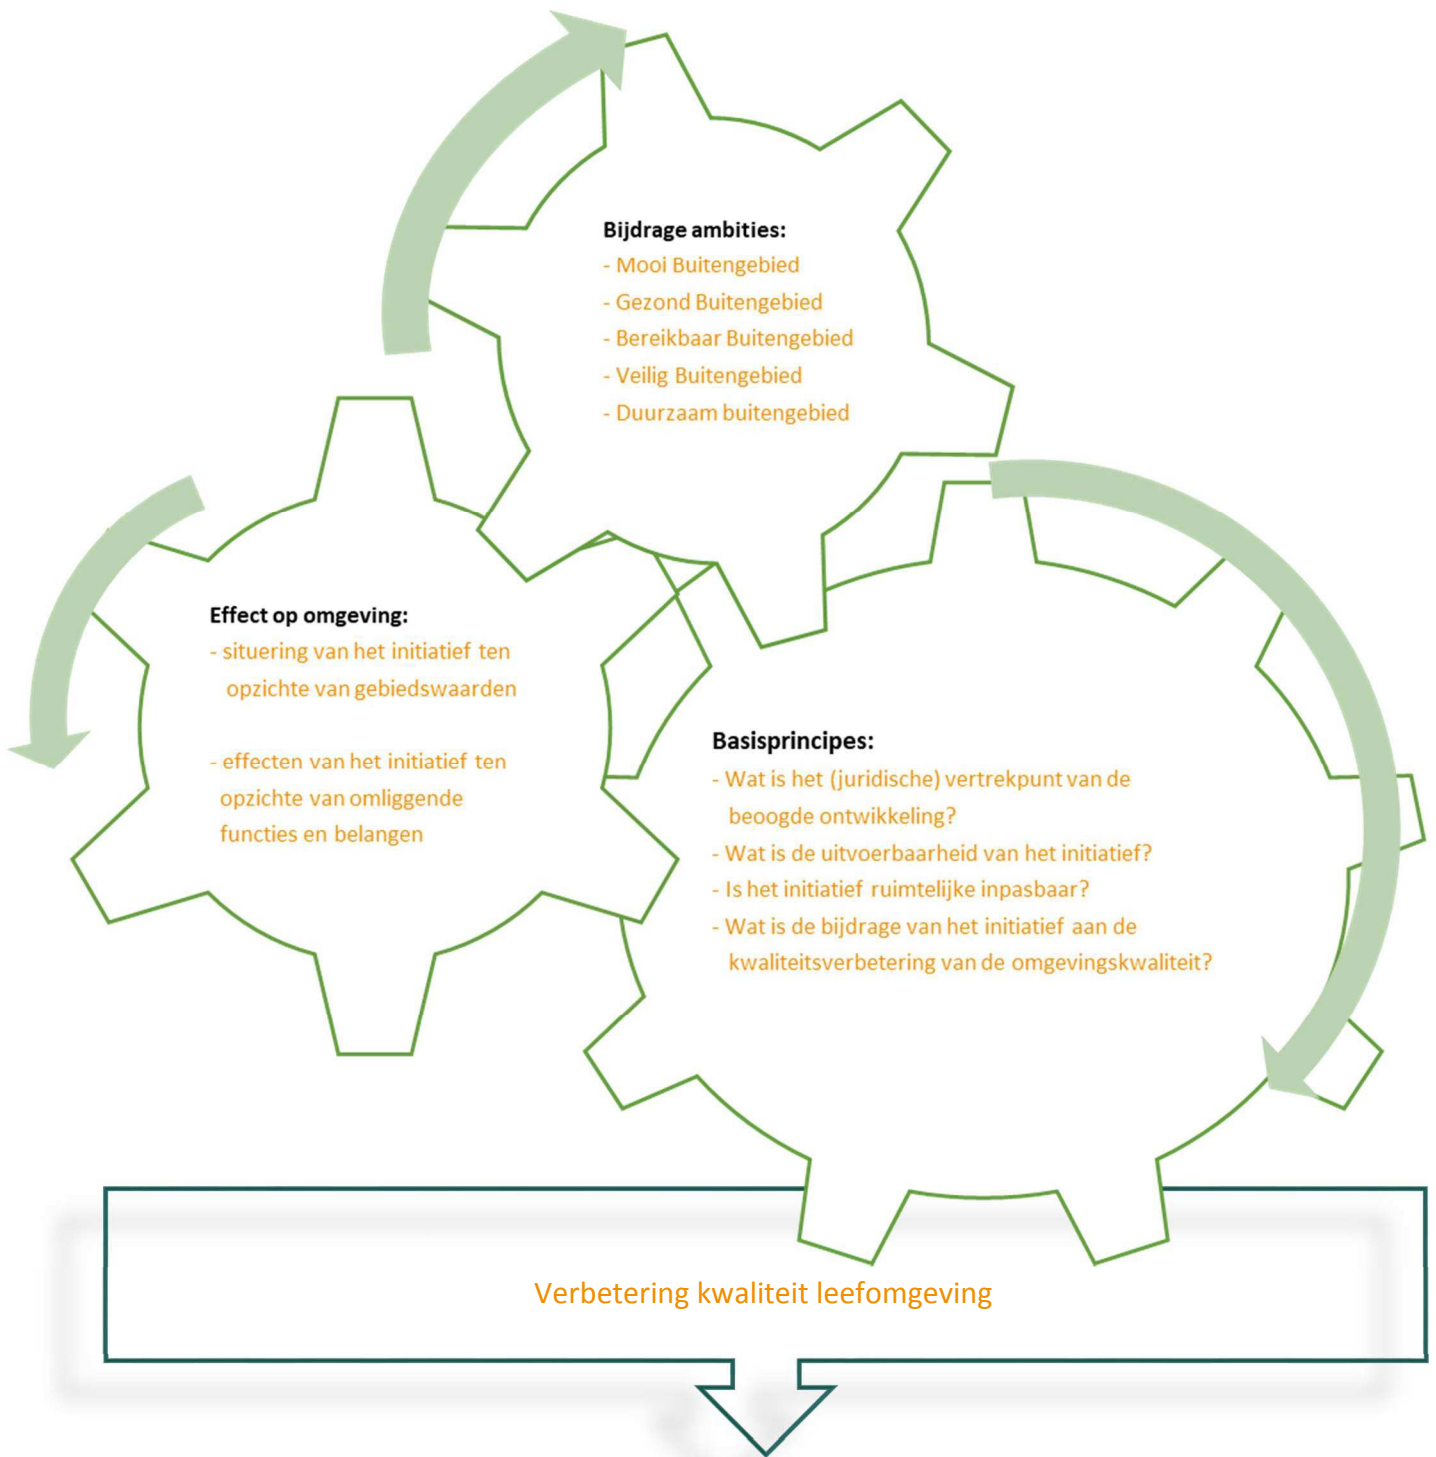 Bijdrage ambities:
- Mooi Buitengebied
- Gezond Buitengebied
- Bereikbaar Buitengebied
- Veilig Buitengebied
- Duurzaam buitengebied
Effect op omgeving:
- situering van het initiatief ten
opzichte van gebiedswaarden
- effecten van het initiatief ten
opzichte van omliggende
functies en belangen
Basisprincipes:
- Wat is het (juridische) vertrekpunt van de
beoogde ontwikkeling?
- Wat is de uitvoerbaarheid van het initiatief?
- Is het initiatief ruimtelijke inpasbaar?
- Wat is de bijdrage van het initiatief aan de
kwaliteitsverbetering van de omgevingskwaliteit?
Verbetering kwaliteit leefomgeving